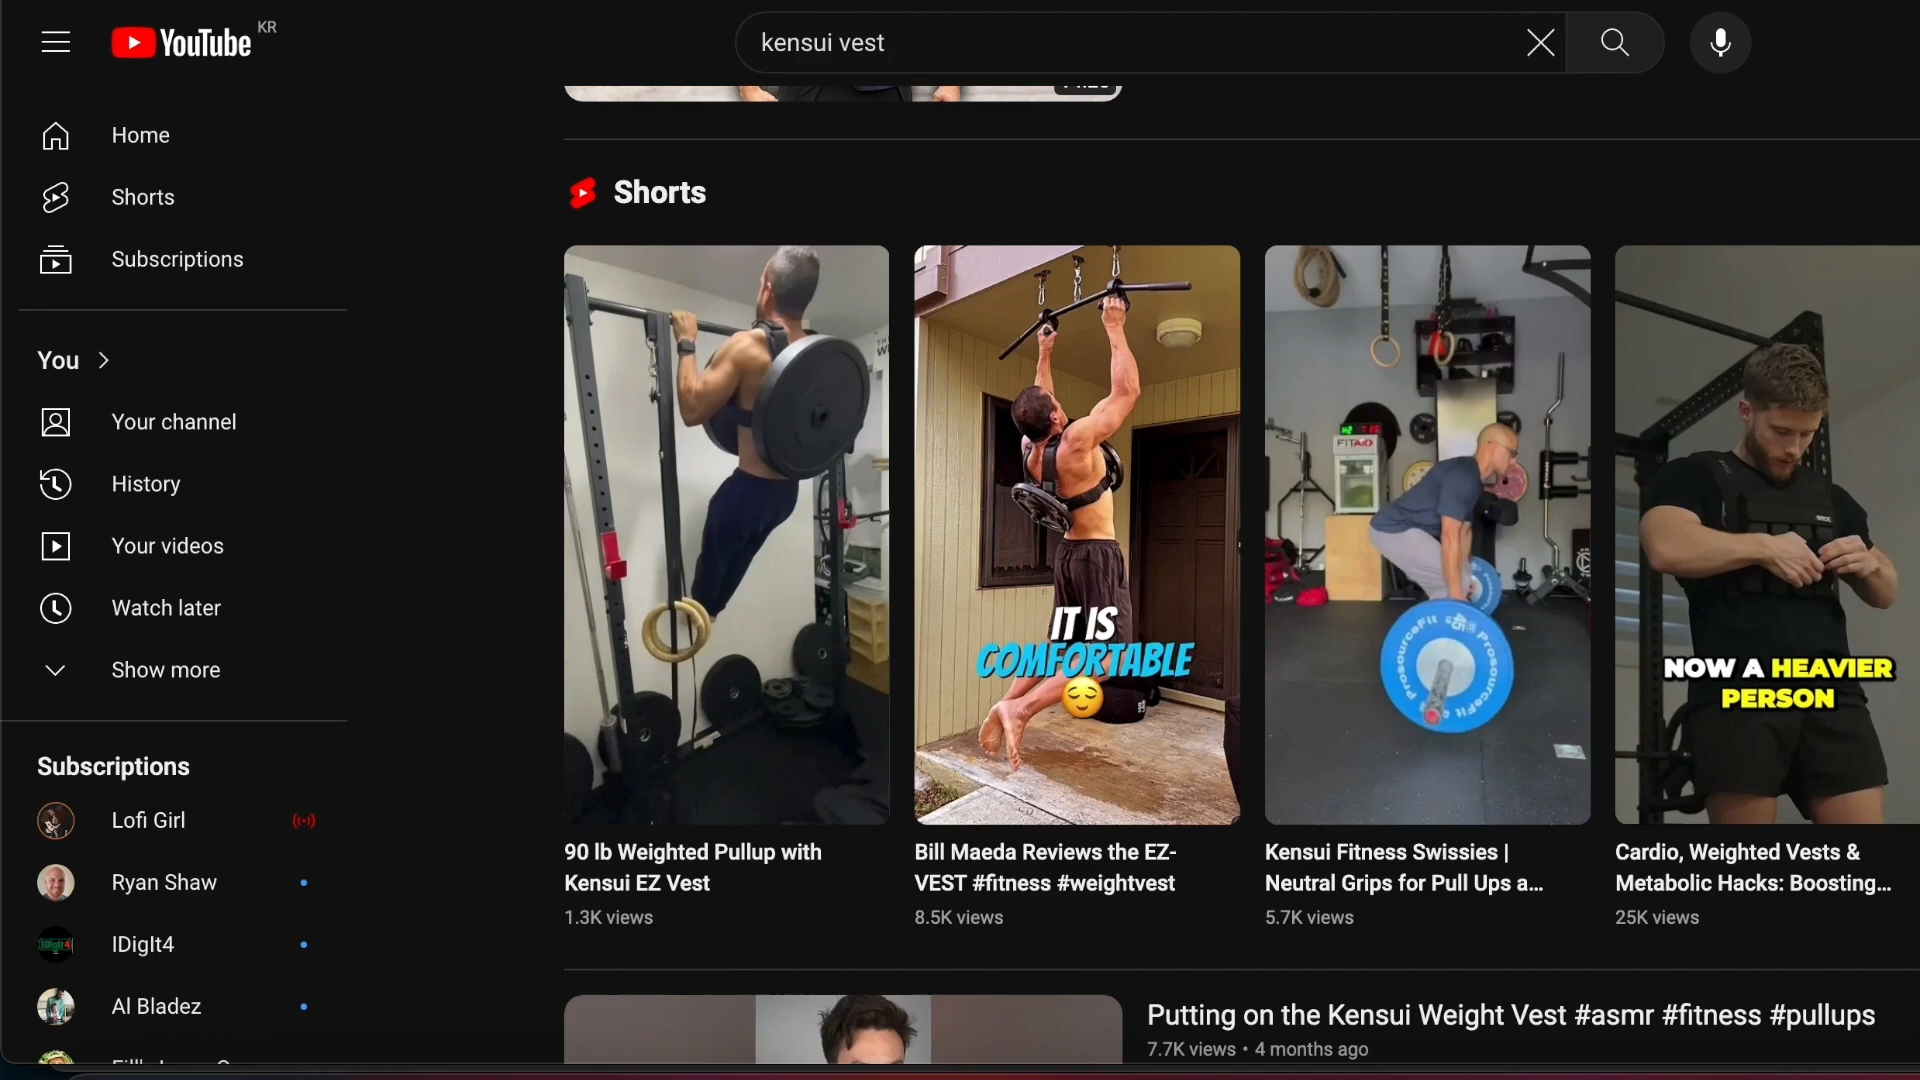 YouTube KR
kensui vest
Home
Shorts
Subscriptions
You
Your channel
History
Your videos
Watch later
Show more
Subscriptions
Lofi Girl
Ryan Shaw
IDigIt4
Al Bladez
Shorts
IT IS
COMFORTABLE
FITAID
ProsourceFit ProsourceFit
NOW A HEAVIER
PERSON
90 lb Weighted Pullup with
Kensui EZ Vest
1.3K views
Bill Maeda Reviews the EZ-
VEST #fitness #weightvest
8.5K views
Kensui Fitness Swissies |
Neutral Grips for Pull Ups a...
5.7K views
Cardio, Weighted Vests &
Metabolic Hacks: Boosting...
25K views
Putting on the Kensui Weight Vest #asmr #fitness #pullups
7.7K views • 4 months ago